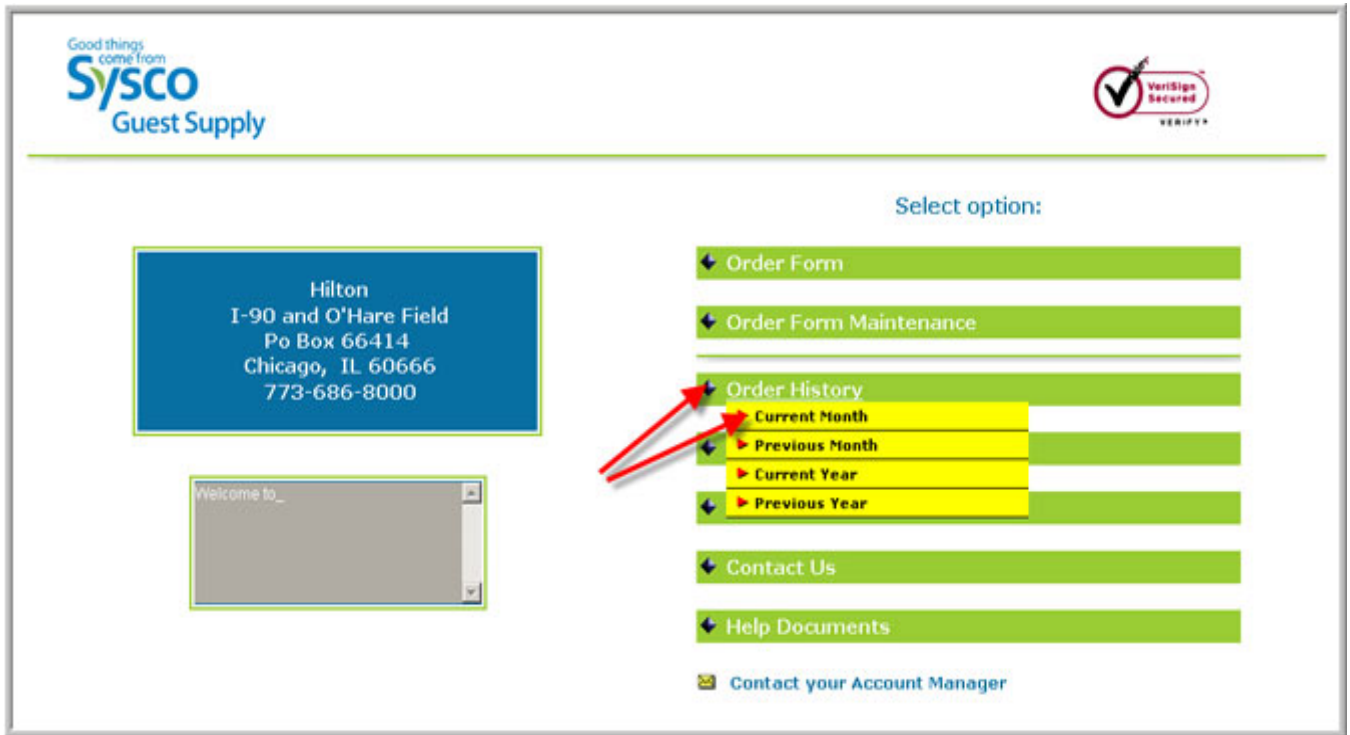 Good things
come from
Sysco
Guest Supply
VeriSign
Secured
VERIFY
Select option:
Hilton
I-90 and O'Hare Field
Po Box 66414
Chicago, IL 60666
773-686-8000
Welcome to_
Order Form
Order Form Maintenance
Order History
Current Month
Previous Month
Current Year
Previous Year
Contact Us
Help Documents
Contact your Account Manager